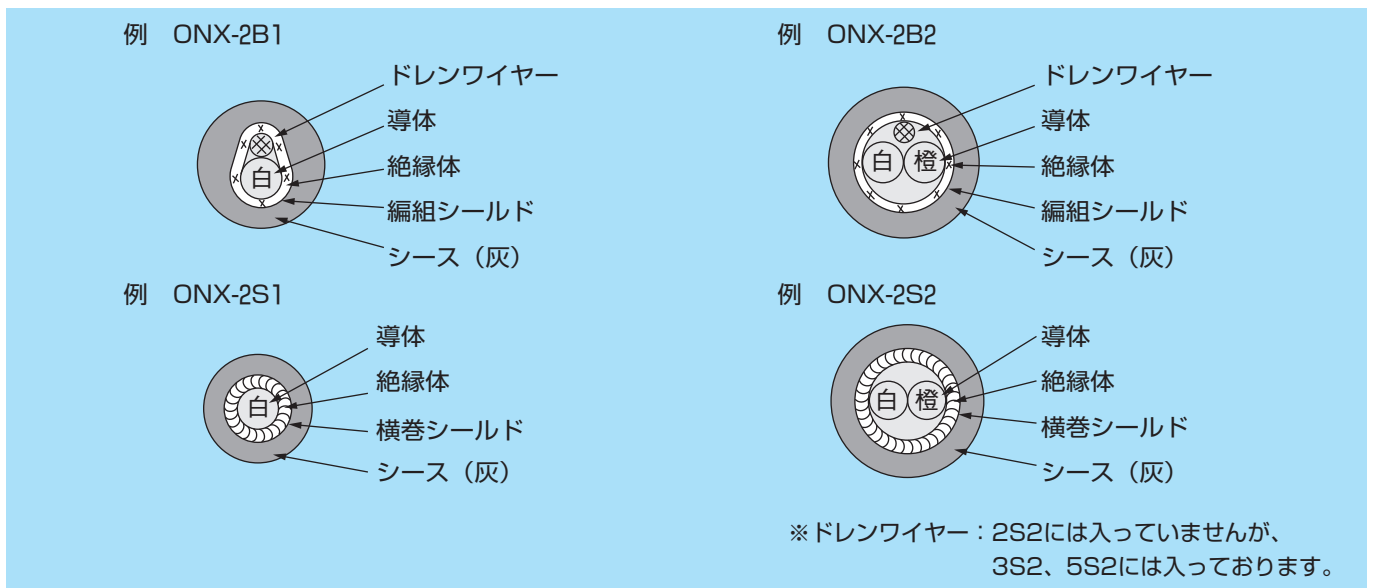 例　ONX-2B1
ドレンワイヤー
導体
白
絶縁体
編組シールド
シース（灰）
例　ONX-2B2
ドレンワイヤー
導体
白 橙
絶縁体
編組シールド
シース（灰）
例　ONX-2S1
導体
絶縁体
白
横巻シールド
シース（灰）
例　ONX-2S2
導体
絶縁体
白 橙
横巻シールド
シース（灰）
※ドレンワイヤー：2S2には入っていませんが、
3S2、5S2には入っております。